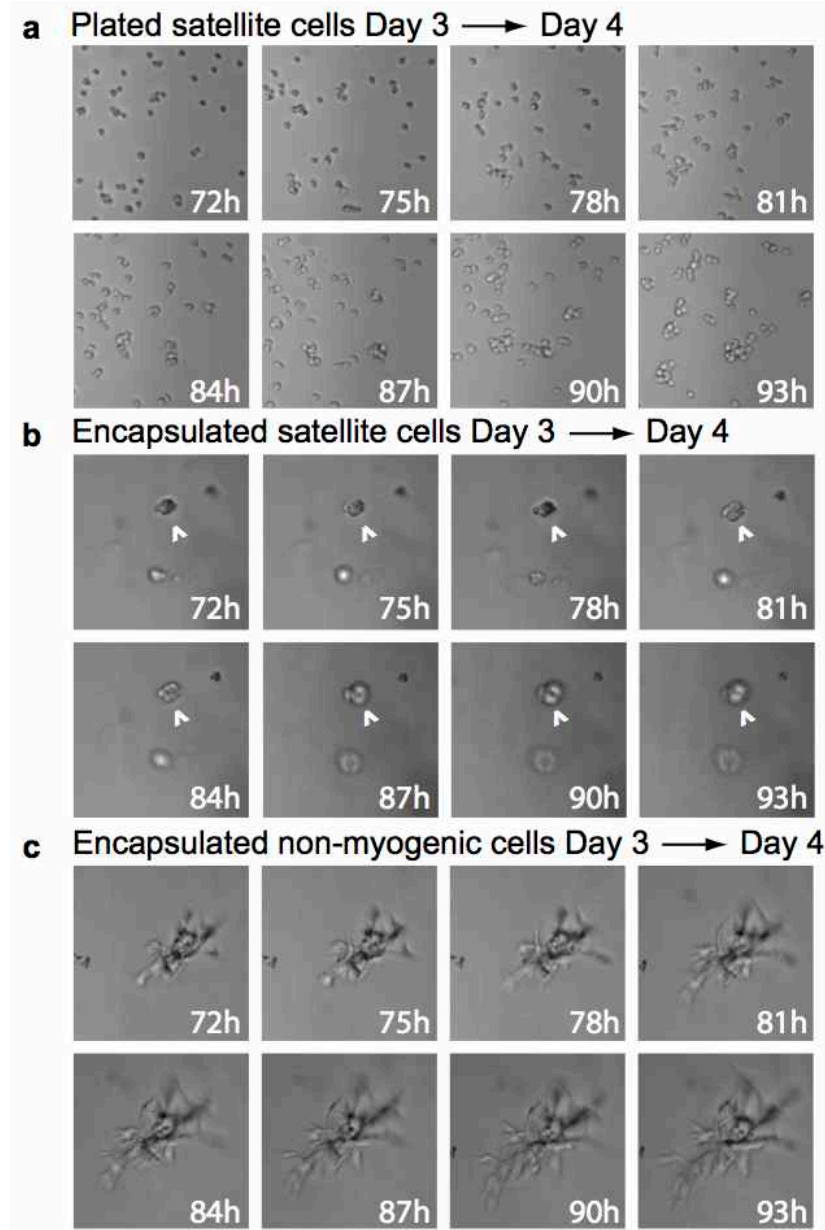 a Plated satellite cells Day 3 → Day 4
72h 75h 78h 81h
84h 87h 90h 93h
b Encapsulated satellite cells Day 3 → Day 4
72h 75h 78h 81h
84h 87h 90h 93h
c Encapsulated non-myogenic cells Day 3 → Day 4
72h 75h 78h 81h
84h 87h 90h 93h